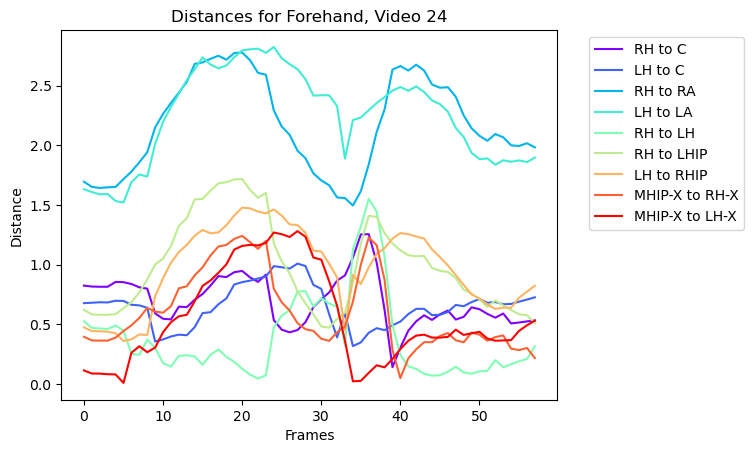 Distances for Forehand, Video 24
Distance
2.5
2.0
1.5
1.0
0.5
0.0
0
10
20
30
40
50
Frames
RH to C
LH to C
RH to RA
LH to LA
RH to LH
RH to LHIP
LH to RHIP
MHIP-X to RH-X
MHIP-X to LH-X